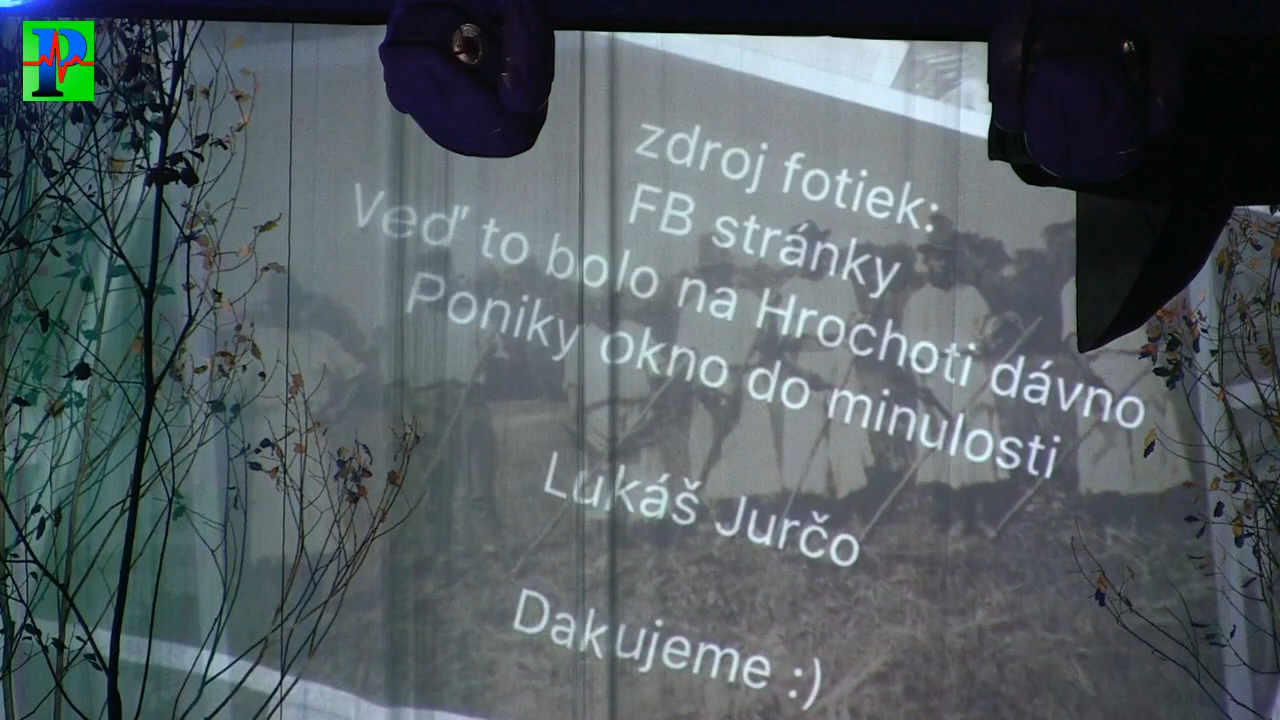 P
zdroj fotiek:
FB stránky
Veď to bolo na Hrochoti dávno
Poniky okno do minulosti
Lukáš Jurčo
Dakujeme :)